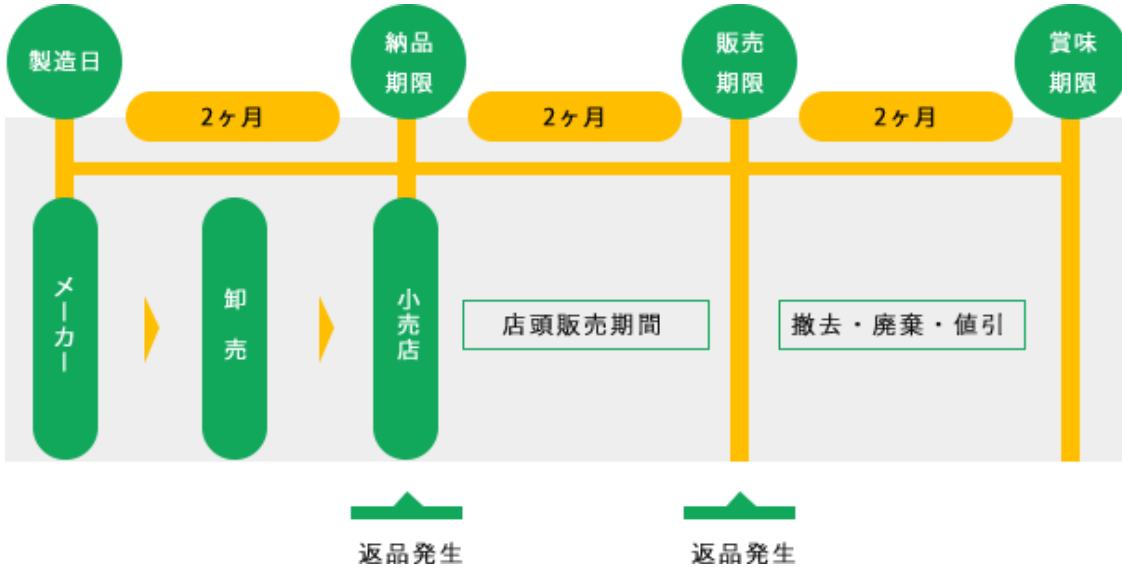 製造日
納品
期限
販売
期限
賞味
期限
2ヶ月
2ヶ月
2ヶ月
メーカー
卸売
小売店
店頭販売期間
撤去・廃棄・値引
返品発生
返品発生